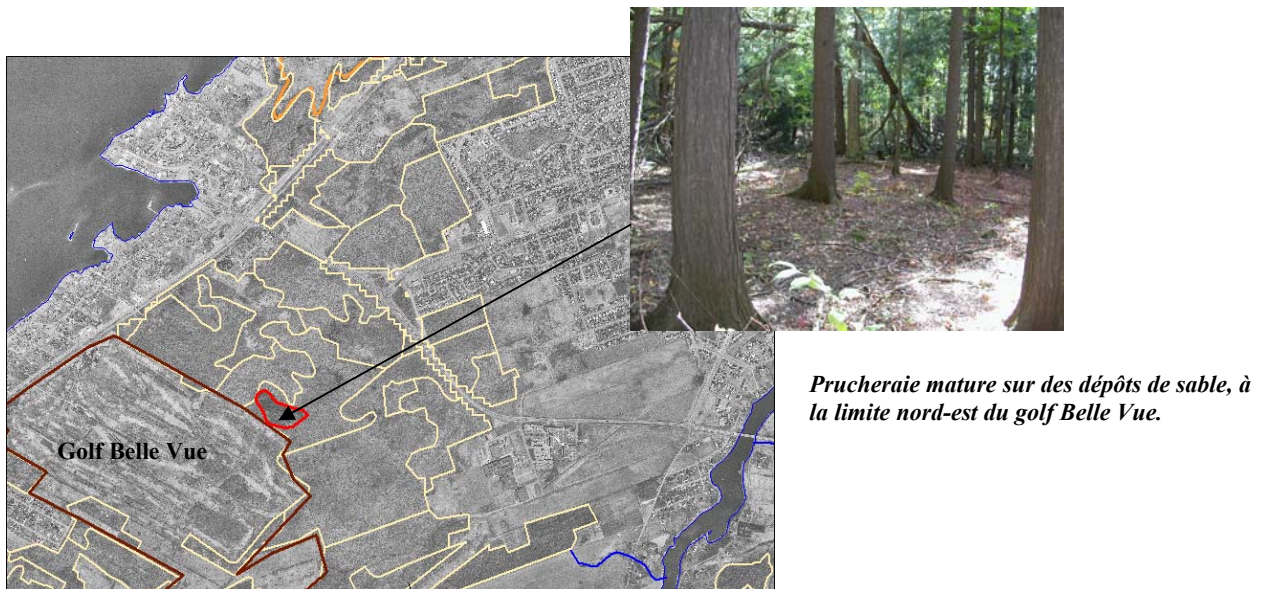 Golf Belle Vue
Prucheraie mature sur des dépôts de sable, à
la limite nord-est du golf Belle Vue.